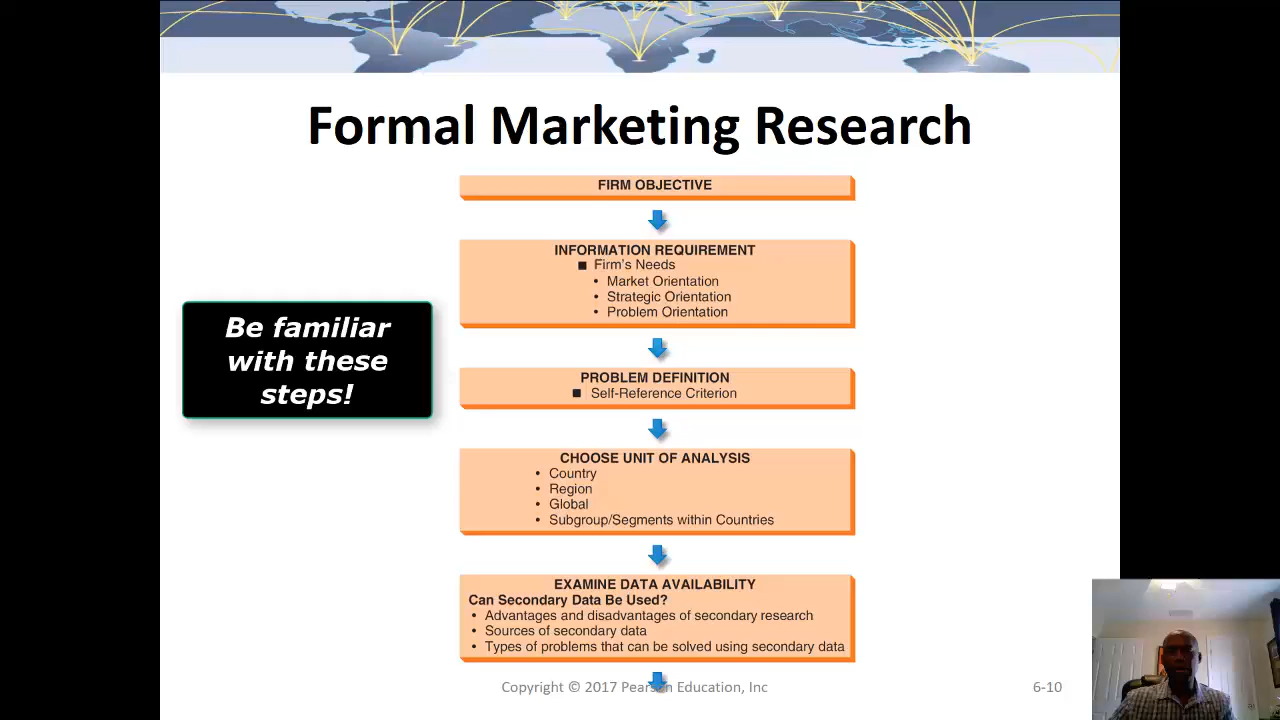 Formal Marketing Research
FIRM OBJECTIVE
INFORMATION REQUIREMENT
■ Firm's Needs
• Market Orientation
• Strategic Orientation
• Problem Orientation
Be familiar
with these
steps!
PROBLEM DEFINITION
■ Self-Reference Criterion
CHOOSE UNIT OF ANALYSIS
• Country
• Region
• Global
• Subgroup/Segments within Countries
EXAMINE DATA AVAILABILITY
Can Secondary Data Be Used?
• Advantages and disadvantages of secondary research
• Sources of secondary data
• Types of problems that can be solved using secondary data
Copyright © 2017 Pearson Education, Inc
6-10